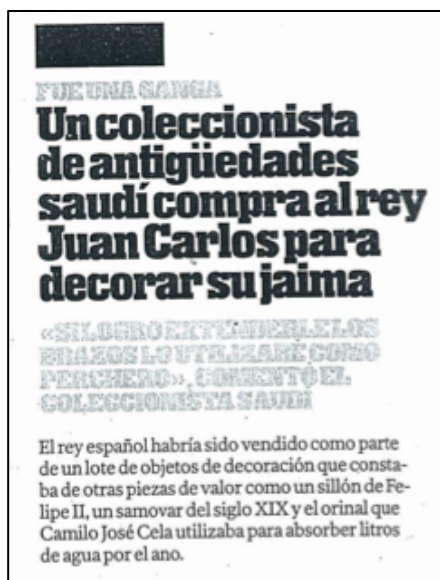 FUE UNA GANGA
Un coleccionista
de antigüedades
saudí compra al rey
Juan Carlos para
decorar su jaima
«SI LOGRO EXTENDERLE LOS
BRAZOS LO UTILIZARÉ COMO
PERCHERO», COMENTÓ EL
COLECCIONISTA SAUDÍ
El rey español habría sido vendido como parte
de un lote de objetos de decoración que consta-
ba de otras piezas de valor como un sillón de Fe-
lipe II, un samovar del siglo XIX y el orinal que
Camilo José Cela utilizaba para absorber litros
de agua por el ano.